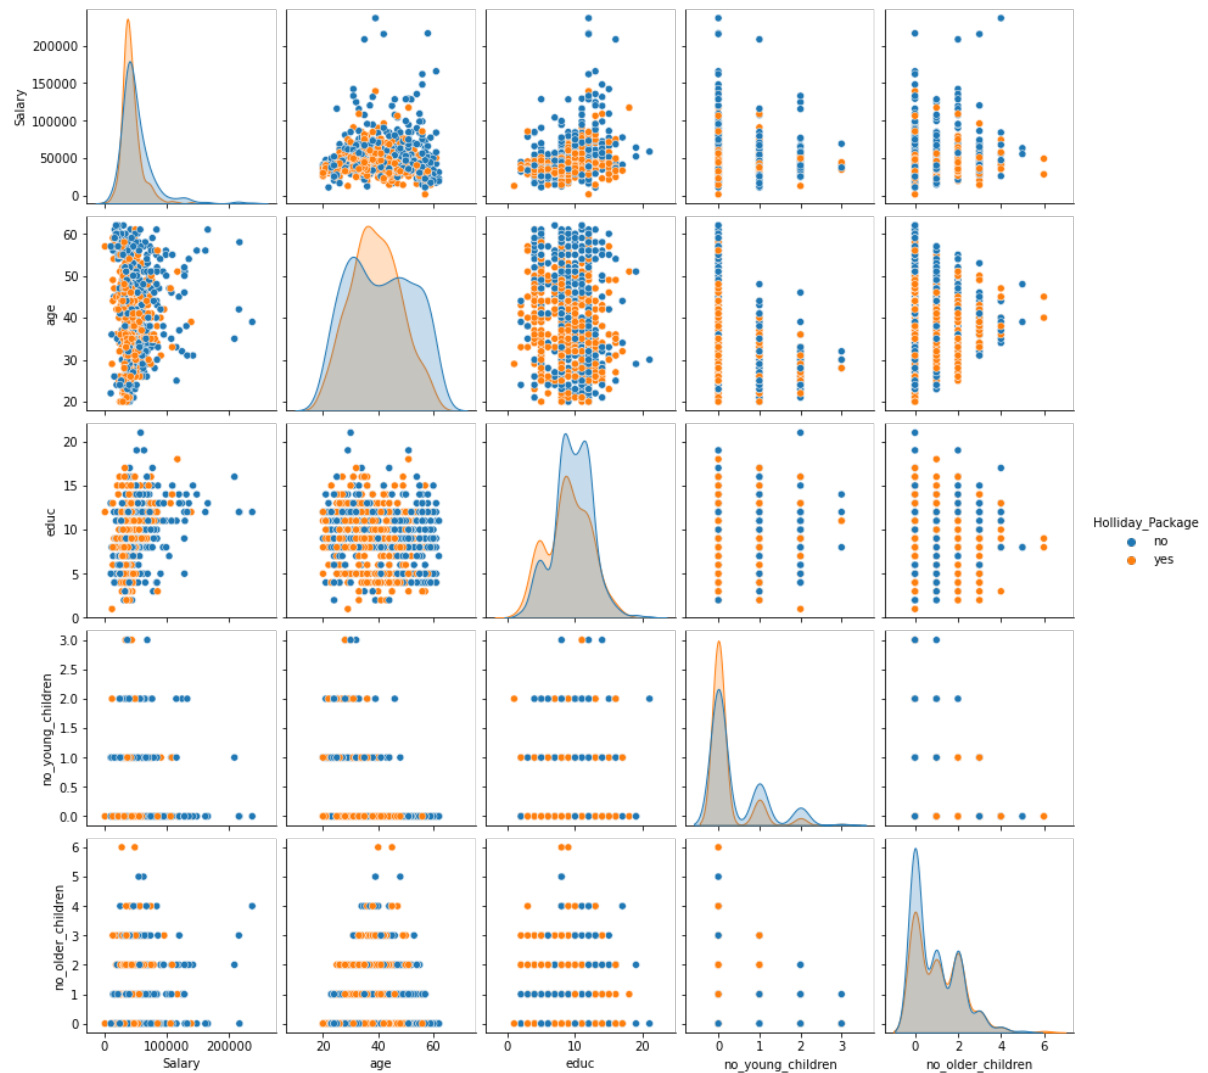 200000
150000
100000
50000
0
Salary
60
50
40
30
20
age
20
15
10
5
0
educ
Holliday_Package
no
yes
3.0
2.5
2.0
1.5
1.0
0.5
0.0
no_young_children
6
5
4
3
2
1
0
no_older_children
0 100000 200000 20 40 60 0 10 20 0 1 2 3 0 2 4 6
Salary age educ no_young_children no_older_children